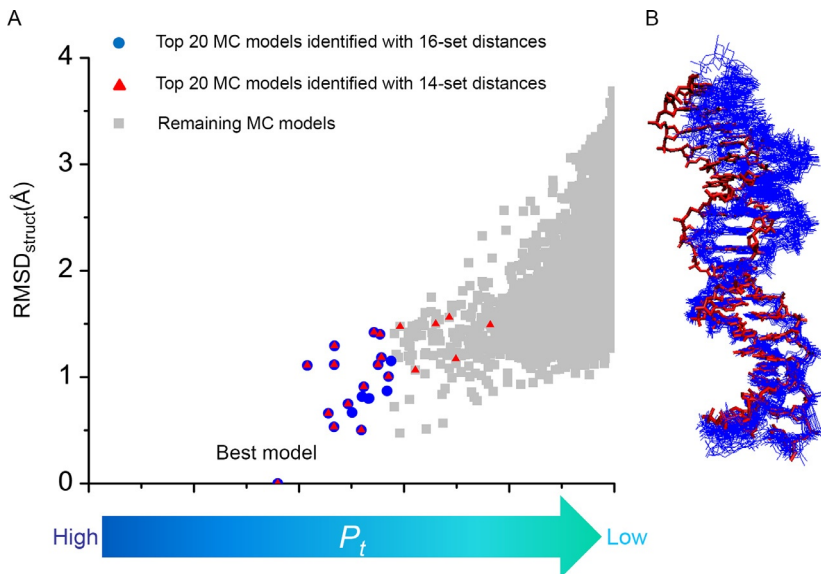 A
B
Top 20 MC models identified with 16-set distances
Top 20 MC models identified with 14-set distances
Remaining MC models
4
3
2
1
0
RMSDstruct(Å)
Best model
High
Pt
Low